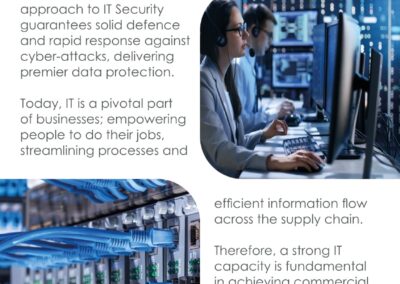 approach to IT Security
guarantees solid defence
and rapid response against
cyber-attacks, delivering
premier data protection.
Today, IT is a pivotal part
of businesses; empowering
people to do their jobs,
streamlining processes and
efficient information flow
across the supply chain.
Therefore, a strong IT
capacity is fundamental
in achieving commercial